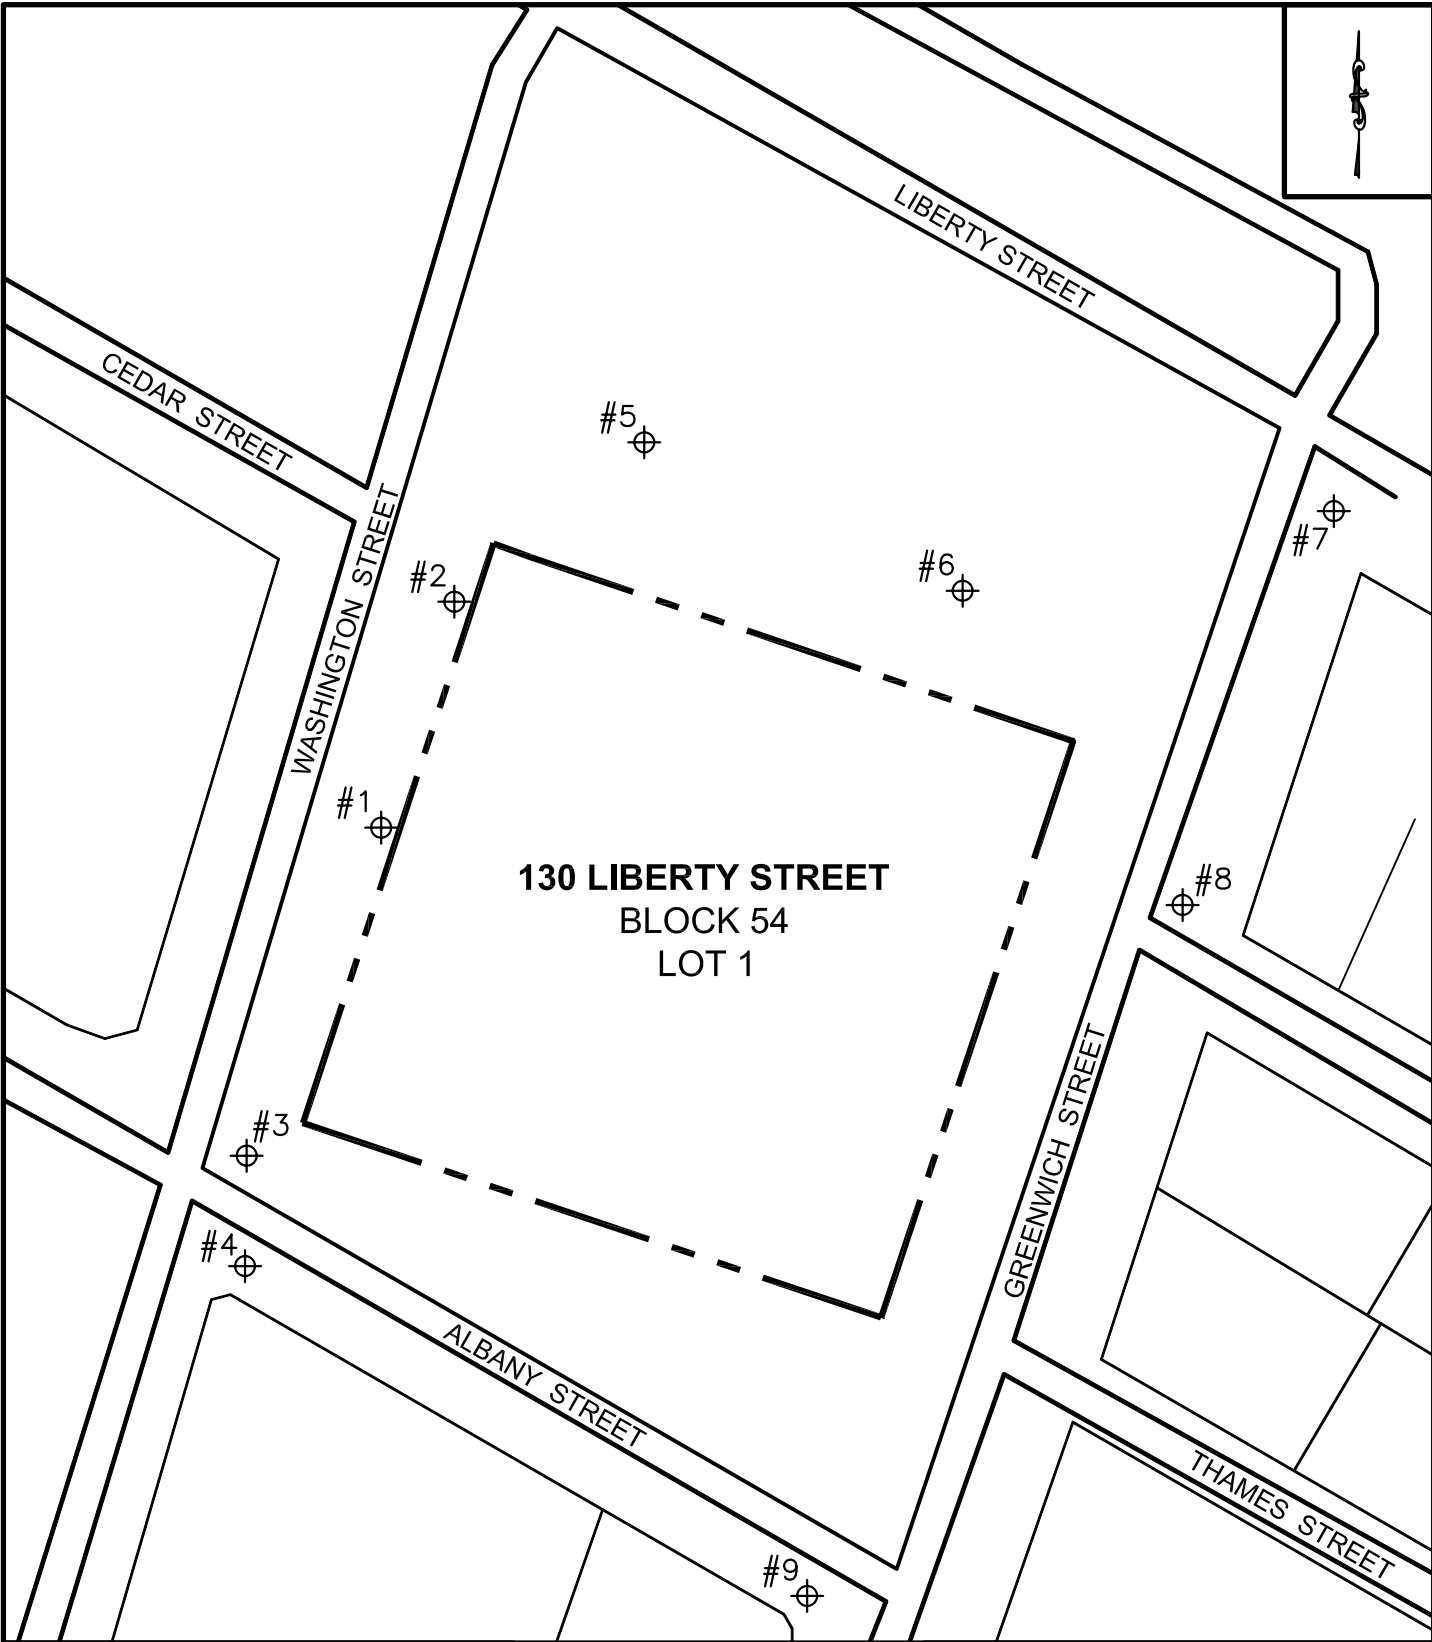 LIBERTY STREET
CEDAR STREET
#5
#7
WASHINGTON STREET
#2
#6
#1
130 LIBERTY STREET
BLOCK 54
LOT 1
#8
#3
GREENWICH STREET
#4
ALBANY STREET
THAMES STREET
#9